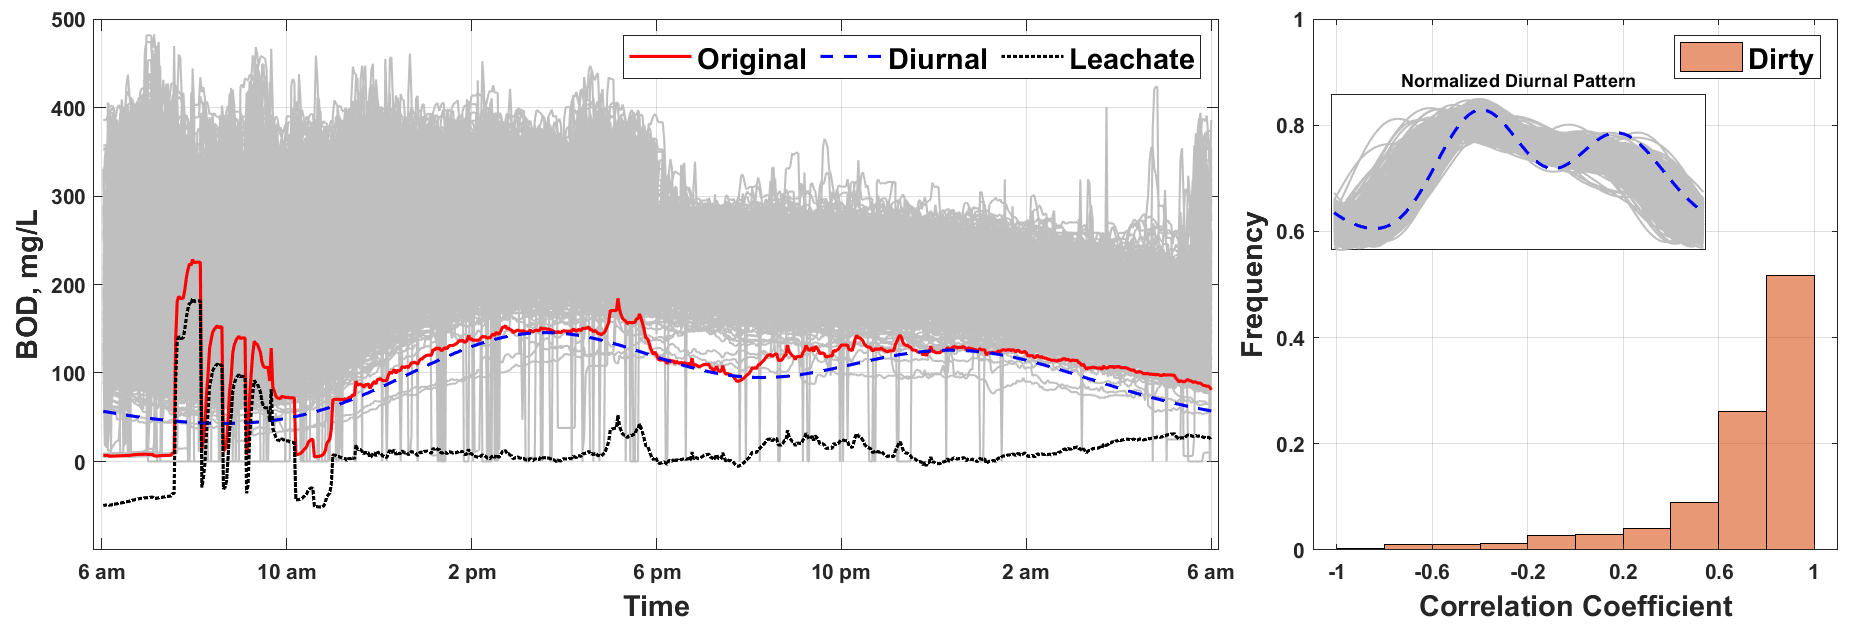 500
400
300
200
100
0
BOD, mg/L
Original
Diurnal
Leachate
6 am
10 am
2 pm
6 pm
10 pm
2 am
6 am
Time
1
0.8
0.6
0.4
0.2
0
Frequency
Dirty
Normalized Diurnal Pattern
-1
-0.6
-0.2
0.2
0.6
1
Correlation Coefficient